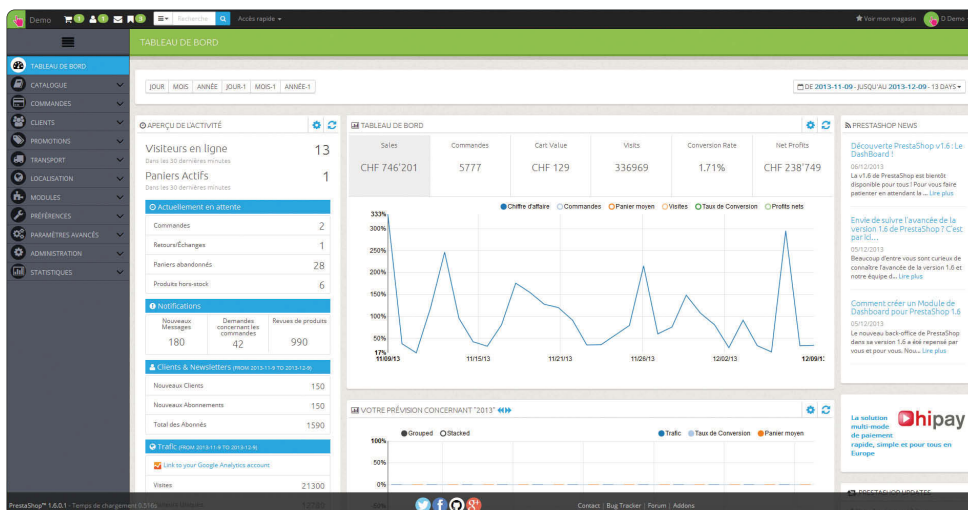 Demo 1 1 3 Recherche Accès rapide Voir mon magasin D Demo
TABLEAU DE BORD
TABLEAU DE BORD
CATALOGUE
COMMANDES
CLIENTS
PROMOTIONS
TRANSPORT
LOCALISATION
MODULES
PRÉFÉRENCES
PARAMÈTRES AVANCÉS
ADMINISTRATION
STATISTIQUES
JOUR MOIS ANNÉE JOUR-1 MOIS-1 ANNÉE-1
DE 2013-11-09 - JUSQU'AU 2013-12-09 - 13 DAYS
APERÇU DE L'ACTIVITÉ
Visiteurs en ligne 13
Dans les 30 dernières minutes
Paniers Actifs 1
Dans les 30 dernières minutes
Actuellement en attente
Commandes 2
Retours/Échanges 1
Paniers abandonnés 28
Produits hors-stock 6
Notifications
Nouveaux Messages
180
Demandes concernant les commandes
42
Revues de produits
990
Clients & Newsletters (FROM 2013-11-9 TO 2013-12-9)
Nouveaux Clients 150
Nouveaux Abonnements 150
Total des Abonnés 1590
Trafic (FROM 2013-11-9 TO 2013-12-9)
Link to your Google Analytics account
Visites 21300
TABLEAU DE BORD
Sales
CHF 746'201
Commandes
5777
Cart Value
CHF 129
Visits
336969
Conversion Rate
1.71%
Net Profits
CHF 238'749
Chiffre d'affaire Commandes Panier moyen Visites Taux de Conversion Profits nets
333%
300%
250%
200%
150%
100%
50%
17%
11/09/13 11/15/13 11/21/13 11/26/13 12/02/13 12/09/1:
VOTRE PRÉVISION CONCERNANT "2013"
Grouped Stacked
Trafic Taux de Conversion Panier moyen
100%
50%
0%
PRESTASHOP NEWS
Découverte PrestaShop v1.6 : Le
DashBoard !
06/12/2013
La v1.6 de PrestaShop est bientôt
disponible pour tous ! Pour vous faire
patienter en attendant la ... Lire plus
Envie de suivre l'avancée de la
version 1.6 de PrestaShop ? C'est
par ici...
05/12/2013
Beaucoup d'entre vous sont curieux de
connaître l'avancée de la version 1.6 et
notre équipe d... Lire plus
Comment créer un Module de
Dashboard pour PrestaShop 1.6
05/12/2013
Le nouveau back-office de PrestaShop
dans sa version 1.6 a été repensé par
vous et pour vous. Nou... Lire plus
La solution
multi-mode
de paiement
rapide, simple et pour tous en
Europe
hipay
PRESTASHOP UPDATES
PrestaShop™ 1.6.0.1 - Temps de chargement 0.516s
Contact | Bug Tracker | Forum | Addons